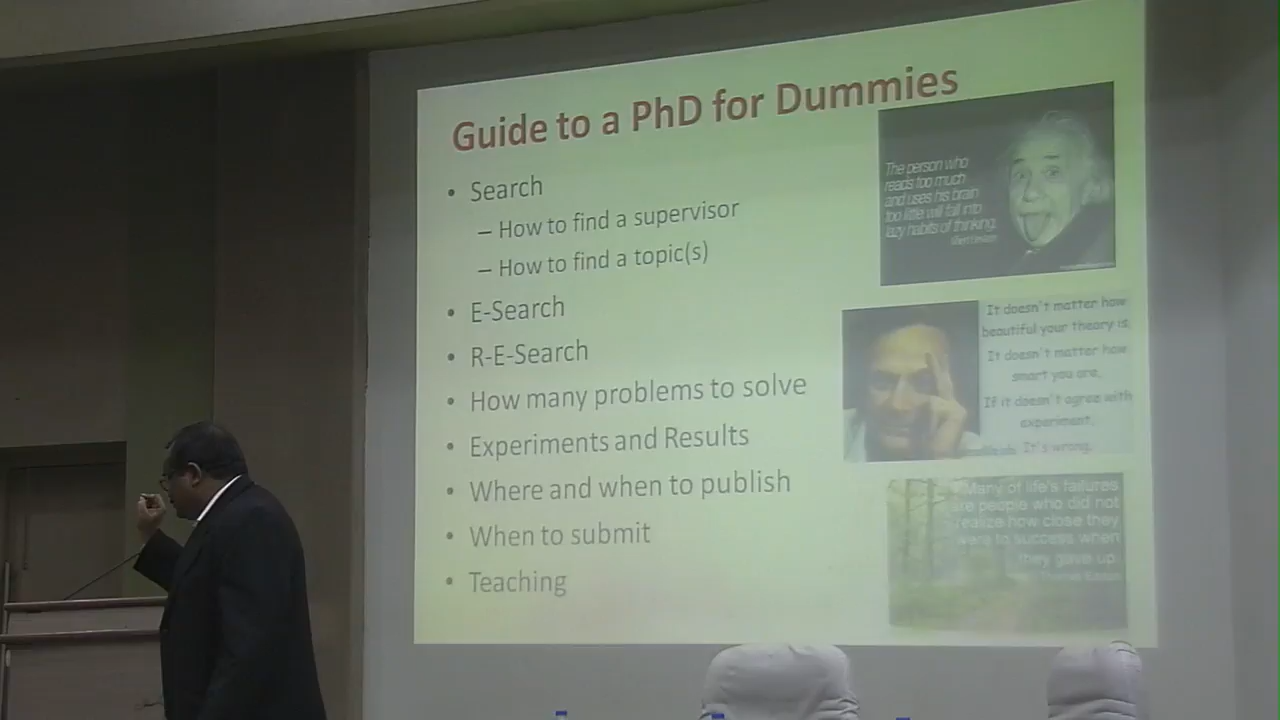 Guide to a PhD for Dummies
• Search
– How to find a supervisor
– How to find a topic(s)
• E-Search
• R-E-Search
• How many problems to solve
• Experiments and Results
• Where and when to publish
• When to submit
• Teaching
The person who
reads too much
and uses his brain
too little will fall into
lazy habits of thinking.
Albert Einstein
It doesn't matter how
beautiful your theory is,
It doesn't matter how
smart you are,
If it doesn't agree with
experiment,
It's wrong.
Many of life's failures
are people who did not
realize how close they
were to success when
they gave up.
Thomas Edison